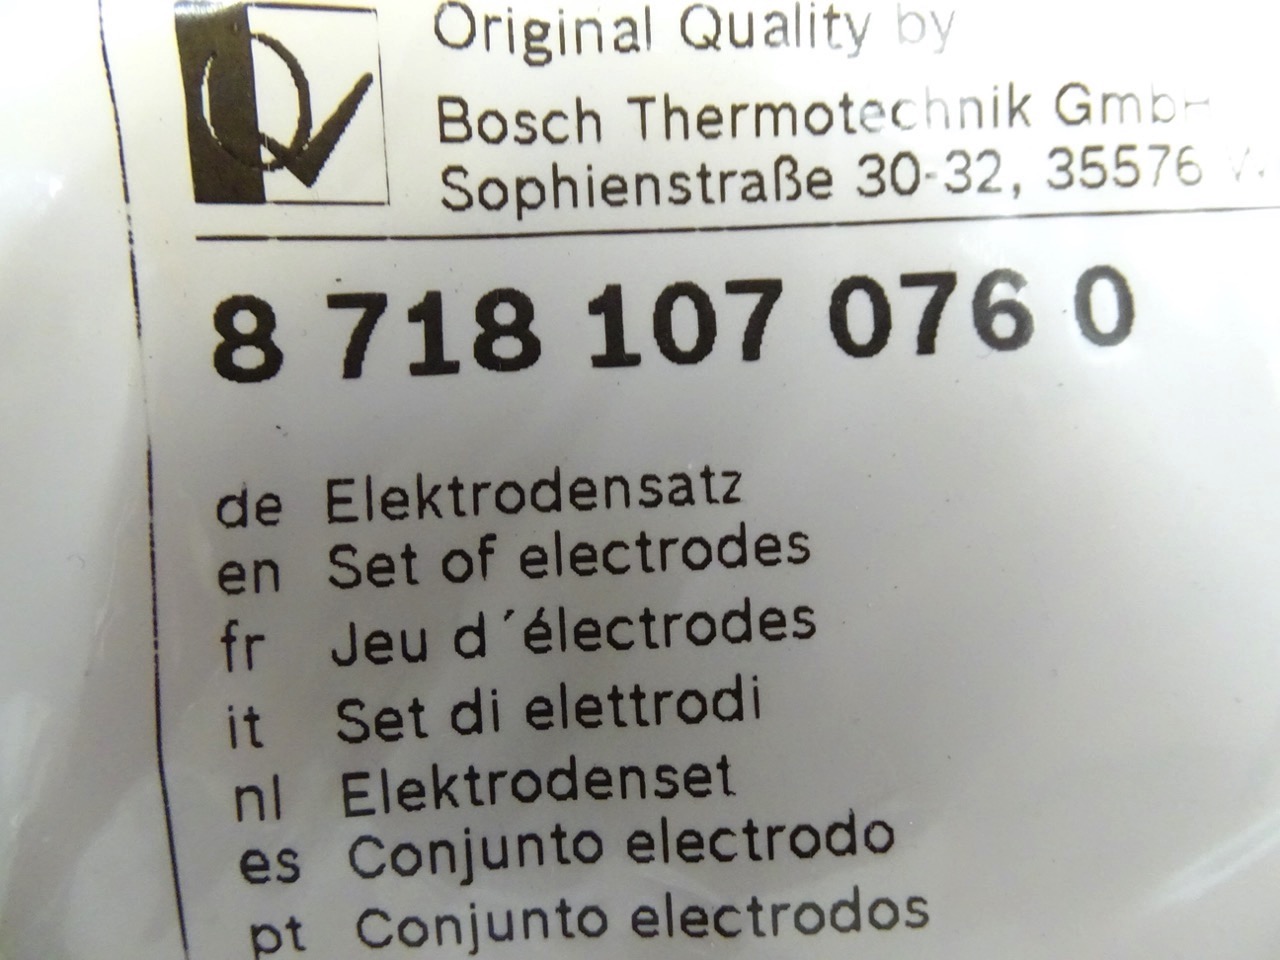 Original Quality by
Bosch Thermotechnik GmbH
Sophienstraße 30-32, 35576
8 718 107 076 0
de Elektrodensatz
en Set of electrodes
fr Jeu d´électrodes
it Set di elettrodi
nl Elektrodenset
es Conjunto electrodo
pt Conjunto electrodos